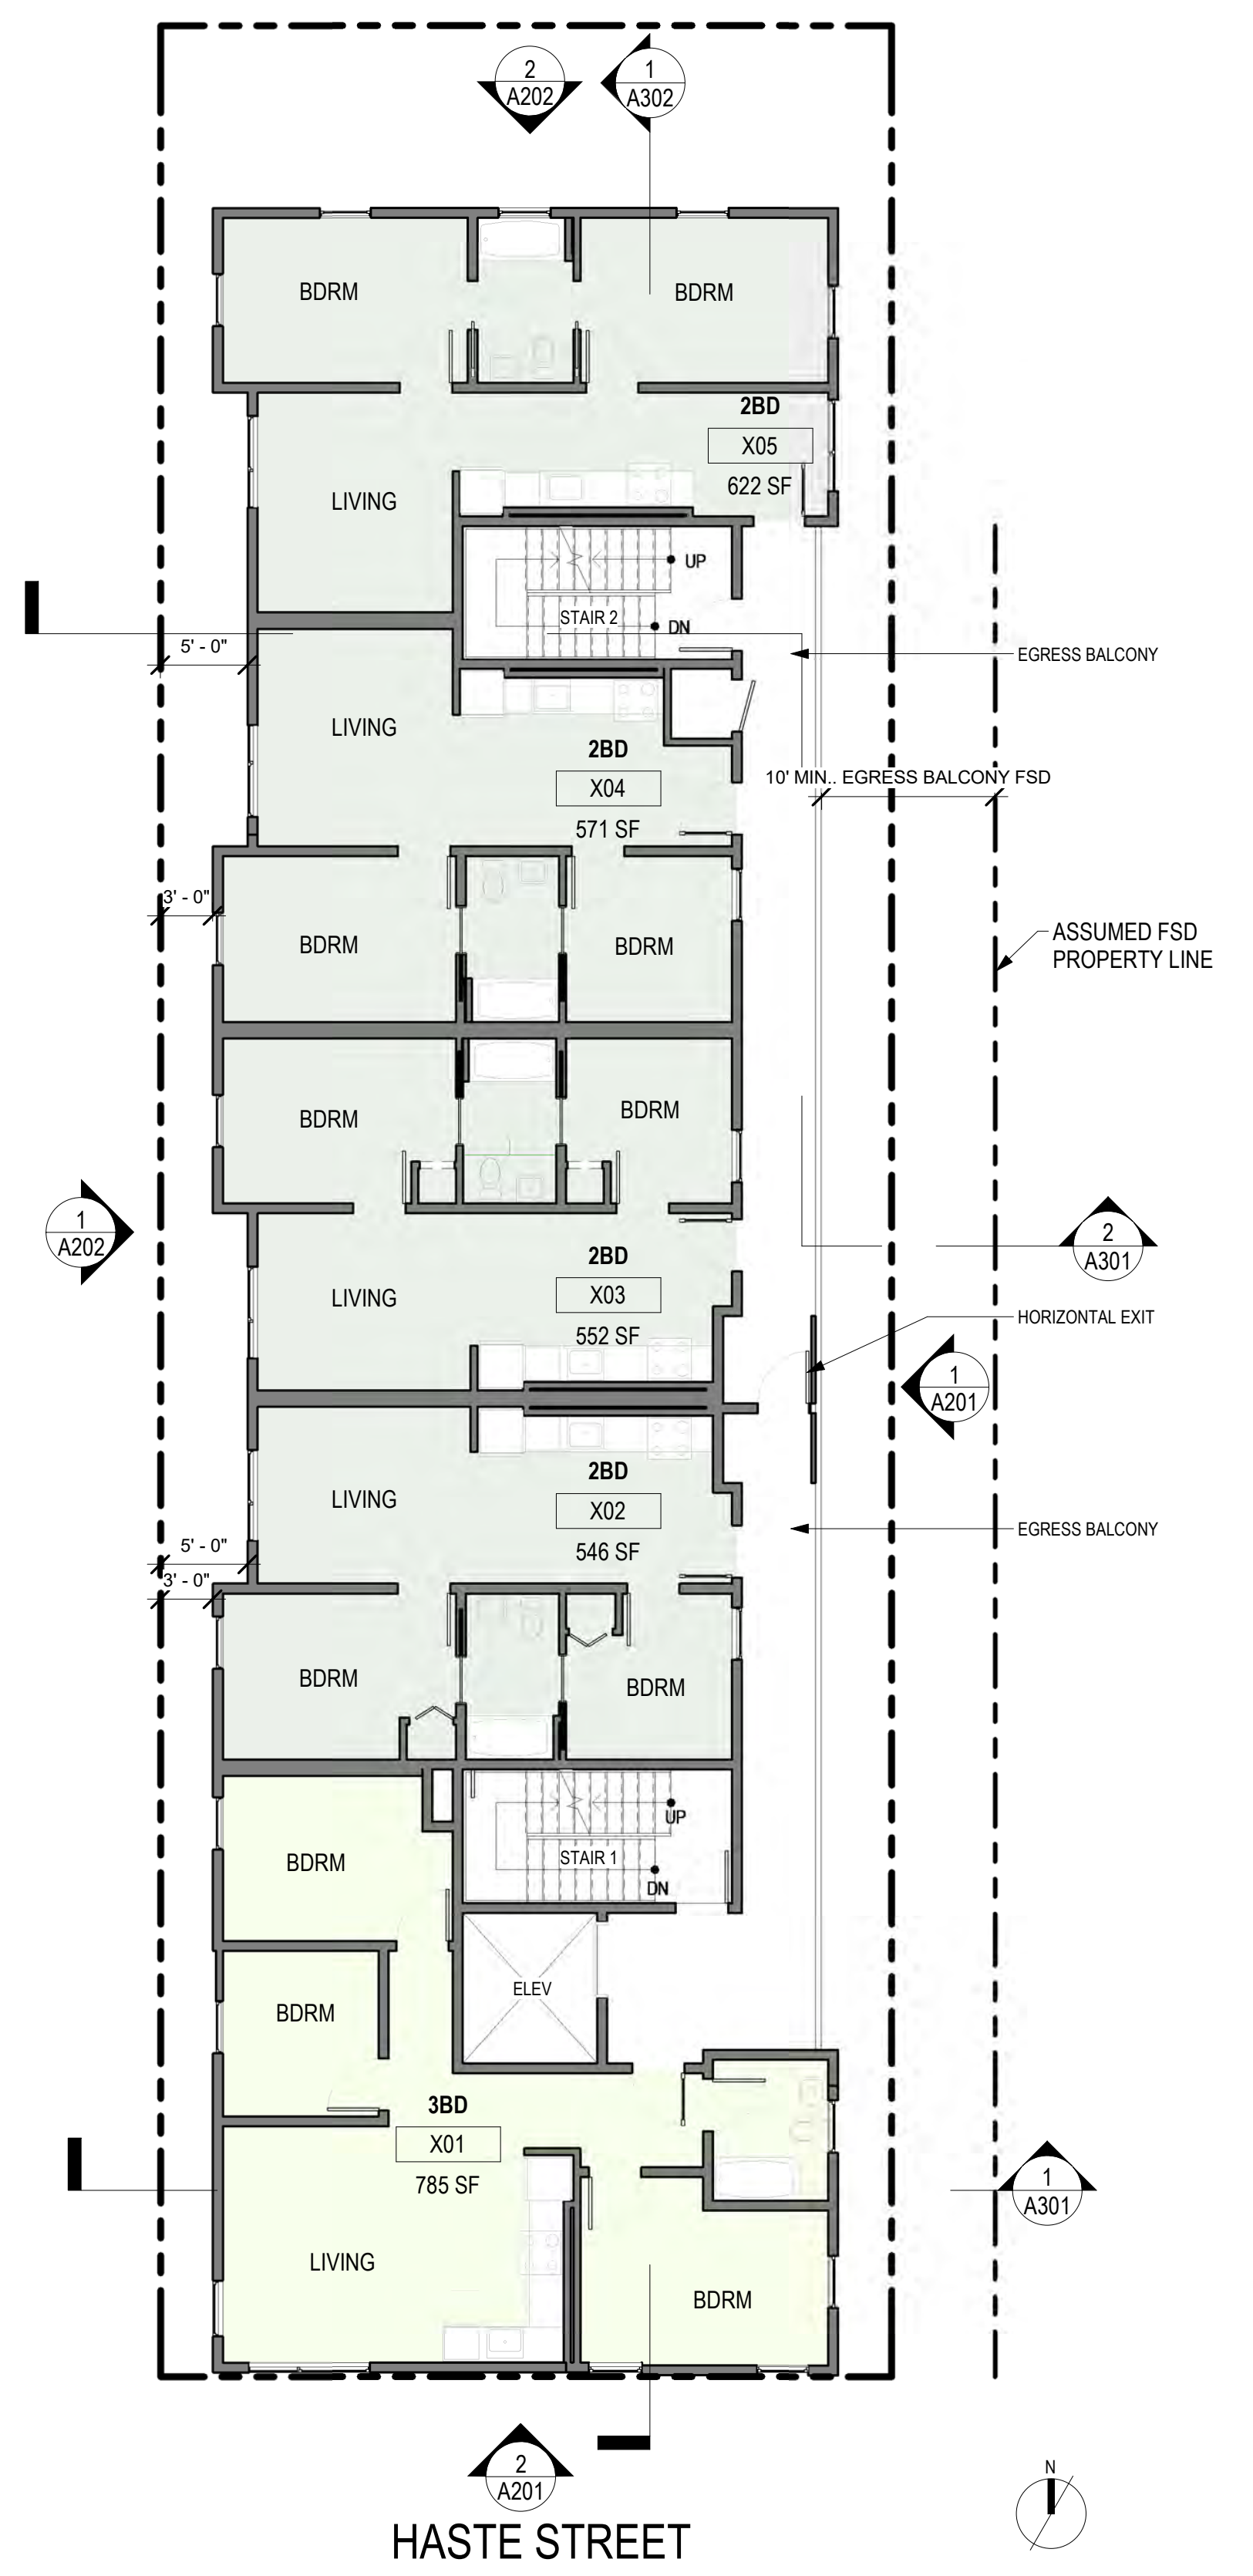 2
A202
1
A302
BDRM
BDRM
2BD
X05
622 SF
LIVING
UP
STAIR 2
DN
5' - 0"
EGRESS BALCONY
LIVING
2BD
X04
571 SF
10' MIN.. EGRESS BALCONY FSD
3' - 0"
ASSUMED FSD
PROPERTY LINE
BDRM
BDRM
BDRM
BDRM
1
A202
2
A301
2BD
X03
552 SF
LIVING
HORIZONTAL EXIT
1
A201
2BD
X02
546 SF
LIVING
EGRESS BALCONY
5' - 0"
3' - 0"
BDRM
BDRM
UP
STAIR 1
DN
BDRM
ELEV
BDRM
3BD
X01
785 SF
1
A301
LIVING
BDRM
2
A201
N
HASTE STREET